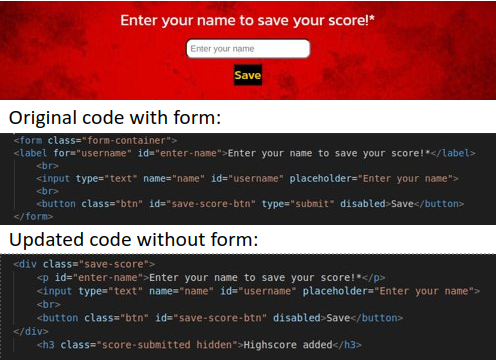 Enter your name to save your score!*
Enter your name
Save
Original code with form:
<form class="form-container">
<label for="username" id="enter-name">Enter your name to save your score!*</label>
<br>
<input type="text" name="name" id="username" placeholder="Enter your name">
<br>
<button class="btn" id="save-score-btn" type="submit" disabled>Save</button>
</form>
Updated code without form:
<div class="save-score">
<p id="enter-name">Enter your name to save your score!*</p>
<input type="text" name="name" id="username" placeholder="Enter your name">
<br>
<button class="btn" id="save-score-btn" disabled>Save</button>
</div>
<h3 class="score-submitted hidden">Highscore added</h3>